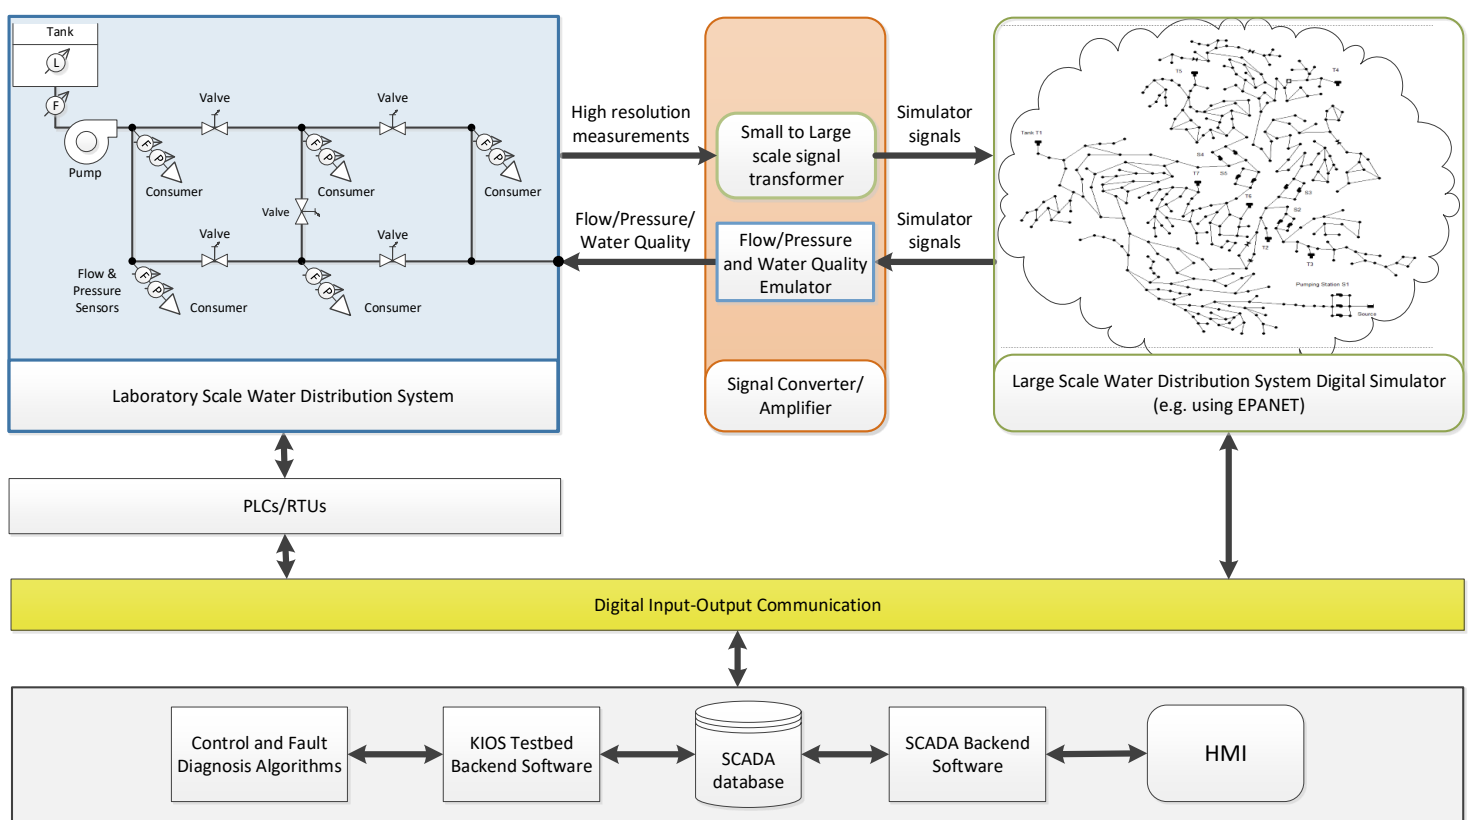 Tank
L
F
Pump
Valve
Valve
F
P
Consumer
F
P
Consumer
F
P
Consumer
Valve
Valve
Valve
Flow &
Pressure
Sensors
F
P
Consumer
F
P
Consumer
Laboratory Scale Water Distribution System
High resolution
measurements
Flow/Pressure/
Water Quality
Small to Large
scale signal
transformer
Flow/Pressure
and Water Quality
Emulator
Signal Converter/
Amplifier
Simulator
signals
Simulator
signals
T5
T4
Tank T1
S4
S5
T7
T6
S3
S2
T2
T3
Pumping Station S1
Source
Large Scale Water Distribution System Digital Simulator
(e.g. using EPANET)
PLCs/RTUs
Digital Input-Output Communication
Control and Fault
Diagnosis Algorithms
KIOS Testbed
Backend Software
SCADA
database
SCADA Backend
Software
HMI